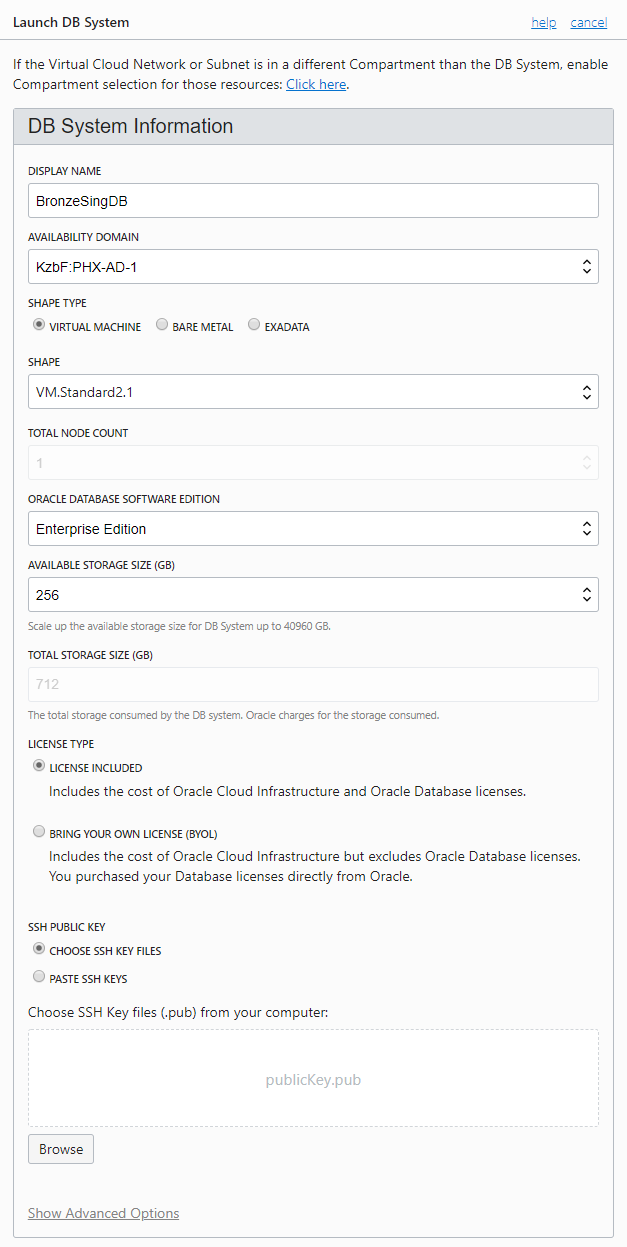 Launch DB System help cancel
If the Virtual Cloud Network or Subnet is in a different Compartment than the DB System, enable
Compartment selection for those resources: Click here.
DB System Information
DISPLAY NAME
BronzeSingDB
AVAILABILITY DOMAIN
KzbF:PHX-AD-1
SHAPE TYPE
VIRTUAL MACHINE BARE METAL EXADATA
SHAPE
VM.Standard2.1
TOTAL NODE COUNT
1
ORACLE DATABASE SOFTWARE EDITION
Enterprise Edition
AVAILABLE STORAGE SIZE (GB)
256
Scale up the available storage size for DB System up to 40960 GB.
TOTAL STORAGE SIZE (GB)
712
The total storage consumed by the DB system. Oracle charges for the storage consumed.
LICENSE TYPE
LICENSE INCLUDED
Includes the cost of Oracle Cloud Infrastructure and Oracle Database licenses.
BRING YOUR OWN LICENSE (BYOL)
Includes the cost of Oracle Cloud Infrastructure but excludes Oracle Database licenses.
You purchased your Database licenses directly from Oracle.
SSH PUBLIC KEY
CHOOSE SSH KEY FILES
PASTE SSH KEYS
Choose SSH Key files (.pub) from your computer:
publicKey.pub
Browse
Show Advanced Options